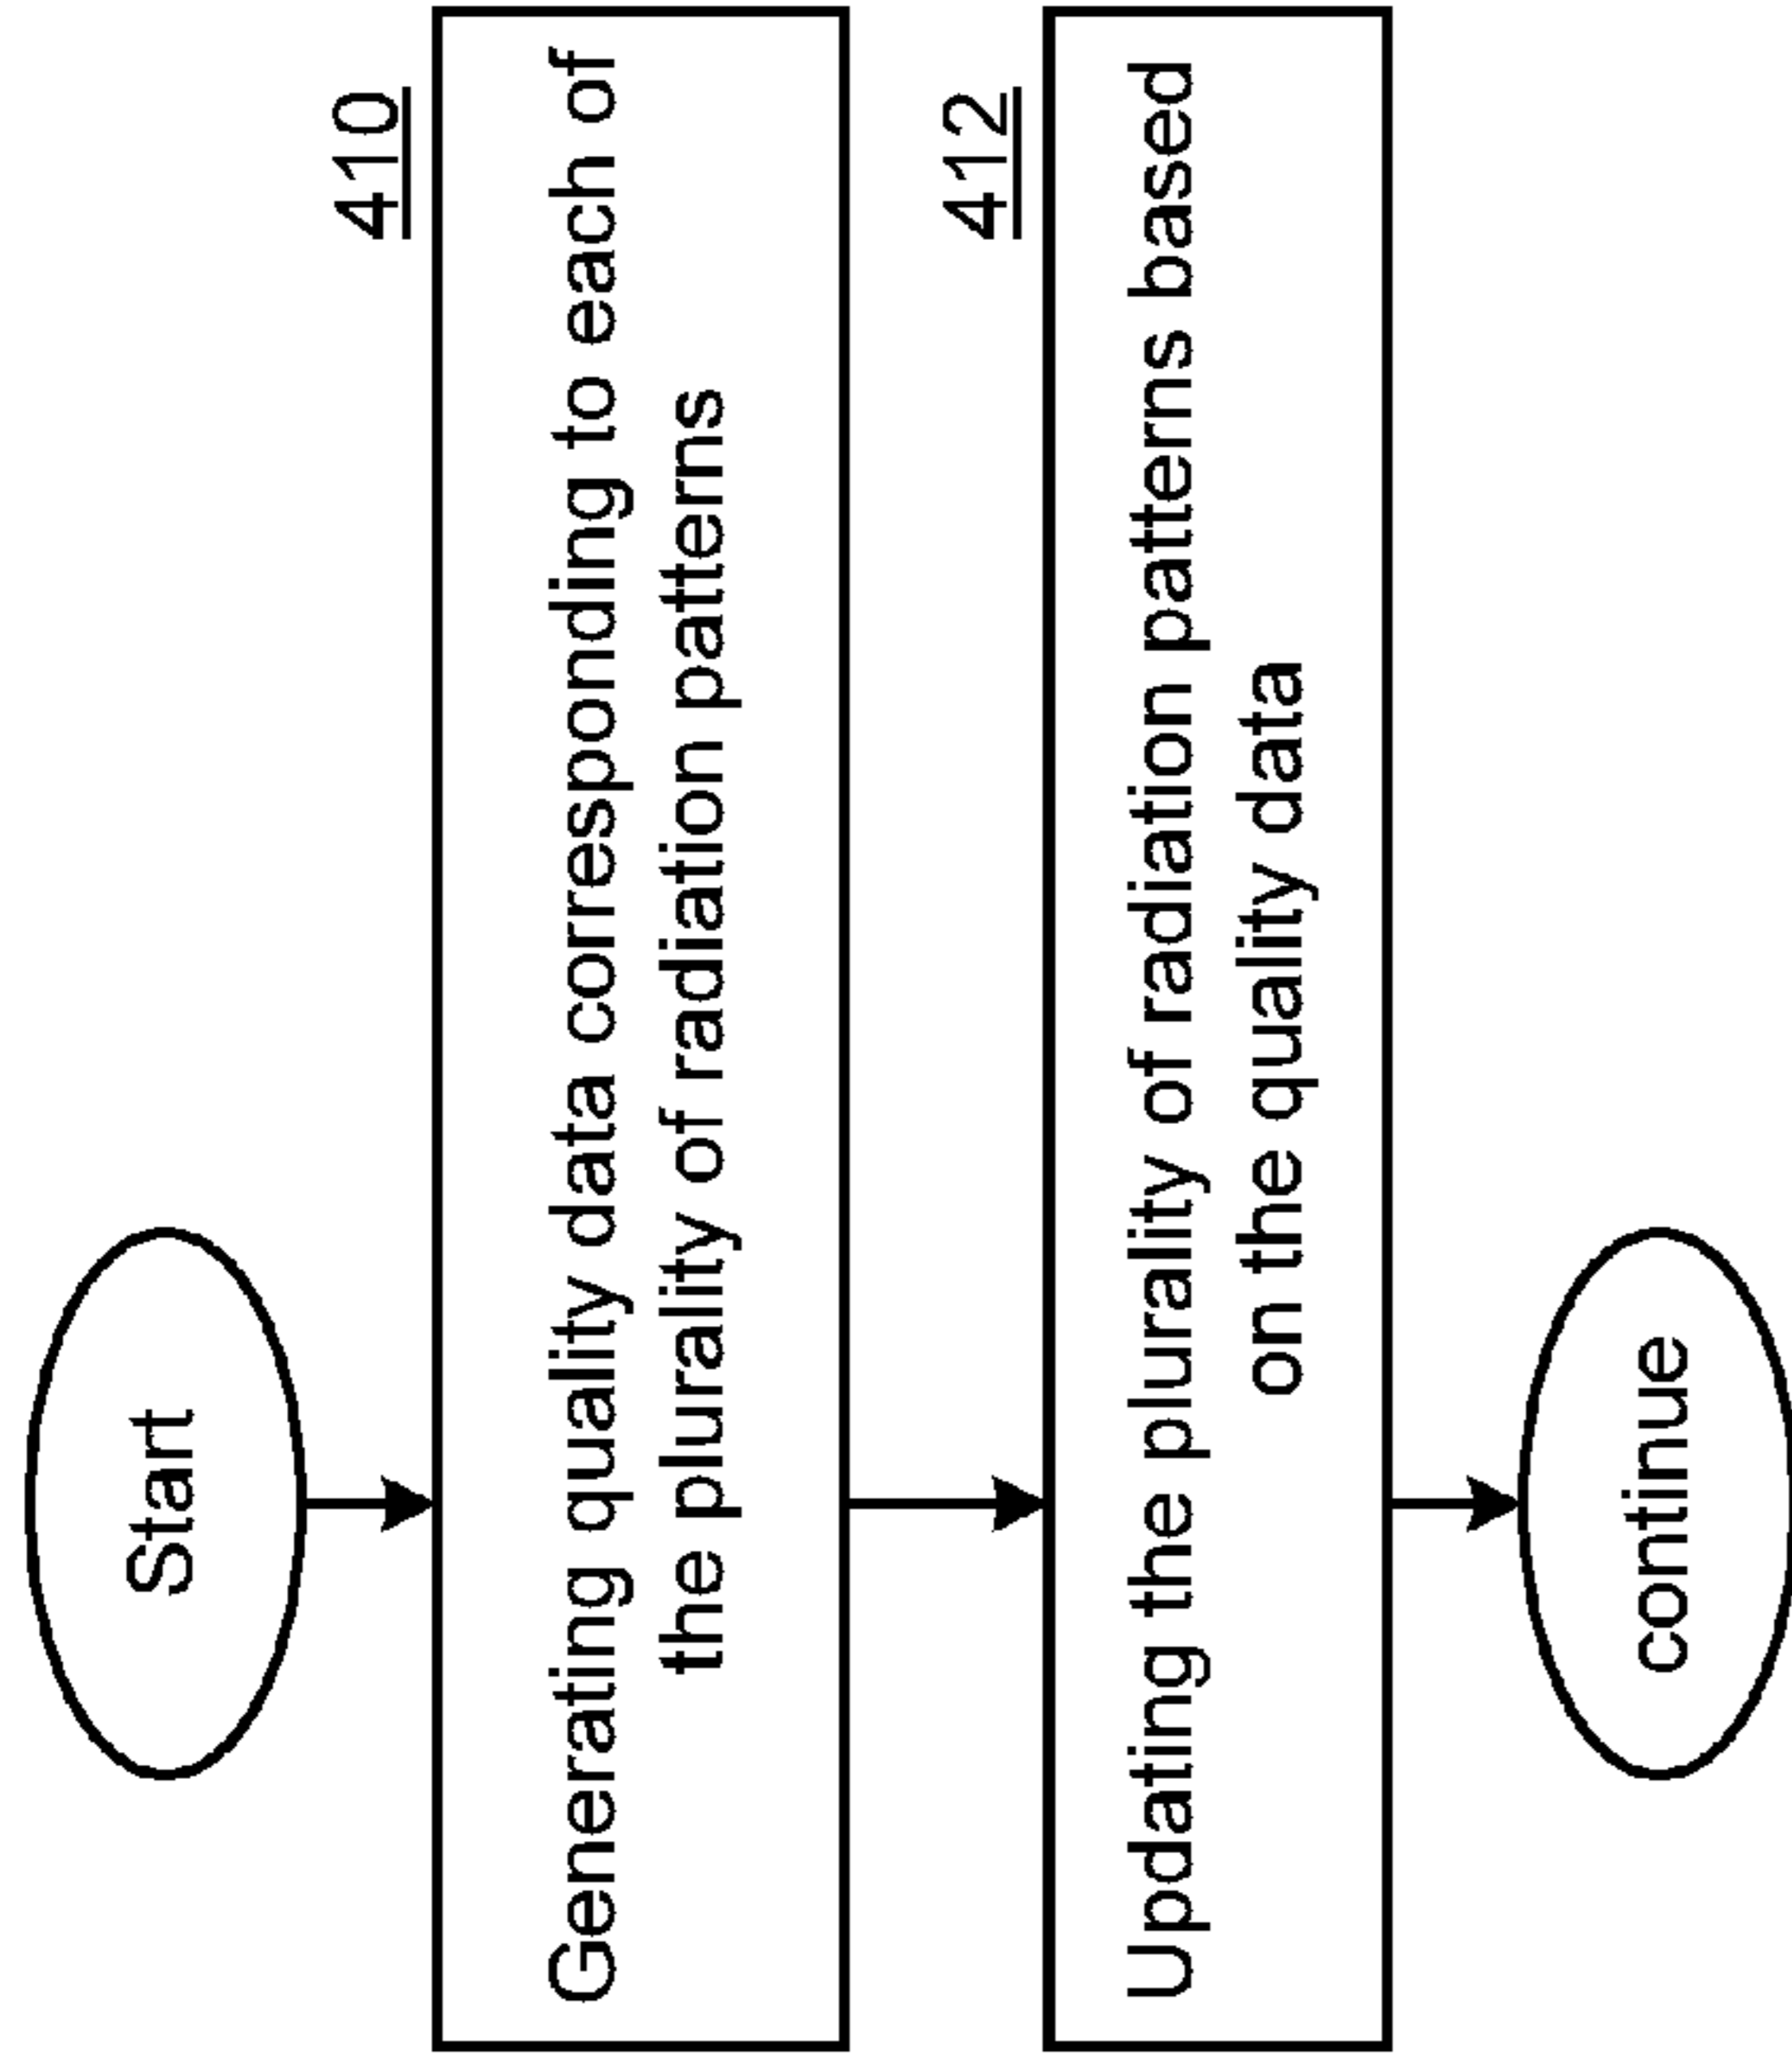 Start
410
Generating quality data corresponding to each of
the plurality of radiation patterns
412
Updating the plurality of radiation patterns based
on the quality data
continue